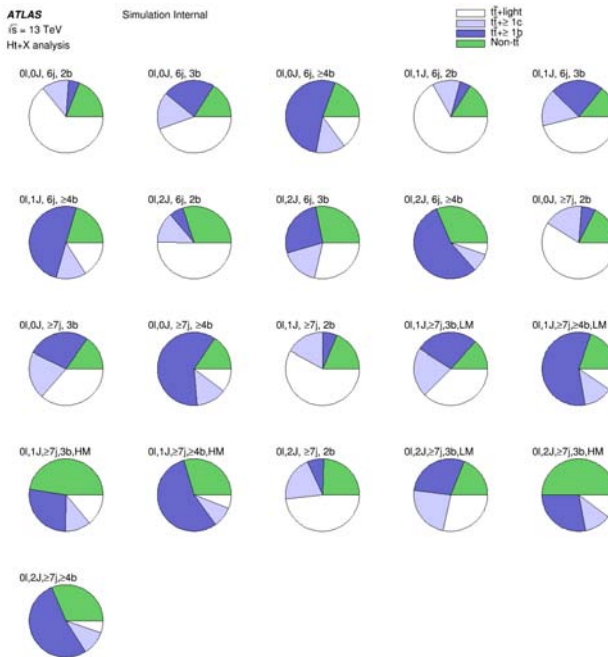 ATLAS Simulation Internal
√s = 13 TeV
Ht+X analysis
tt̄+light
tt̄+≥ 1c
tt̄+≥ 1b
Non-tt̄
0l,0J, 6j, 2b
0l,0J, 6j, 3b
0l,0J, 6j, ≥4b
0l,1J, 6j, 2b
0l,1J, 6j, 3b
0l,1J, 6j, ≥4b
0l,2J, 6j, 2b
0l,2J, 6j, 3b
0l,2J, 6j, ≥4b
0l,0J, ≥7j, 2b
0l,0J, ≥7j, 3b
0l,0J, ≥7j, ≥4b
0l,1J, ≥7j, 2b
0l,1J,≥7j,3b,LM
0l,1J,≥7j,≥4b,LM
0l,1J,≥7j,3b,HM
0l,1J,≥7j,≥4b,HM
0l,2J, ≥7j, 2b
0l,2J,≥7j,3b,LM
0l,2J,≥7j,3b,HM
0l,2J,≥7j,≥4b